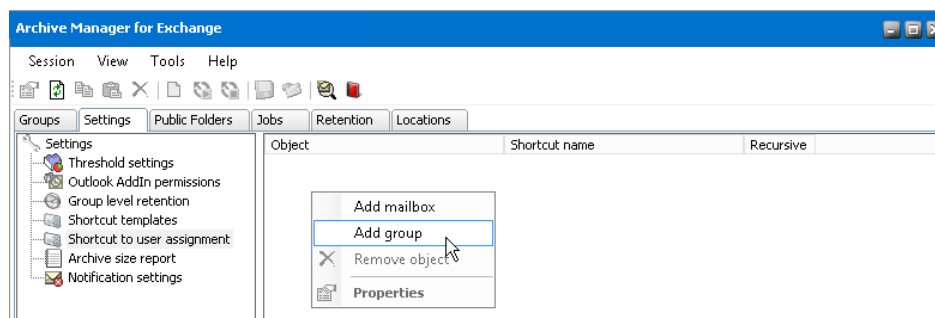 Archive Manager for Exchange
Session View Tools Help
Groups Settings Public Folders Jobs Retention Locations
Settings
Threshold settings
Outlook AddIn permissions
Group level retention
Shortcut templates
Shortcut to user assignment
Archive size report
Notification settings
Object Shortcut name Recursive
Add mailbox
Add group
Remove object
Properties